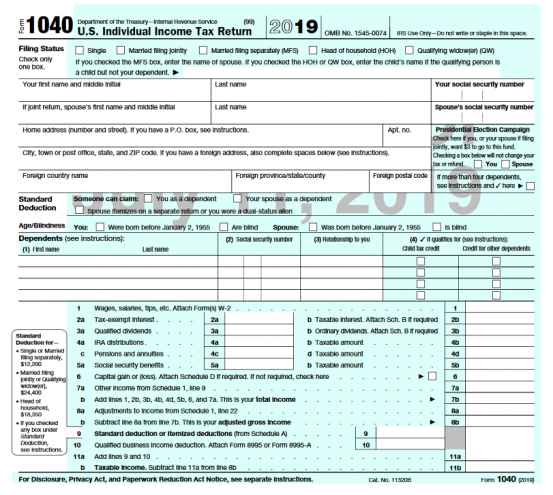 Form 1040 Department of the Treasury—Internal Revenue Service (99) U.S. Individual Income Tax Return 2019 OMB No. 1545-0074 IRS Use Only—Do not write or staple in this space.
Filing Status Single Married filing jointly Married filing separately (MFS) Head of household (HOH) Qualifying widow(er) (QW)
Check only one box. If you checked the MFS box, enter the name of spouse. If you checked the HOH or QW box, enter the child's name if the qualifying person is
a child but not your dependent. ▶
Your first name and middle initial Last name Your social security number
If joint return, spouse's first name and middle initial Last name Spouse's social security number
Home address (number and street). If you have a P.O. box, see instructions. Apt. no. Presidential Election Campaign
Check here if you, or your spouse if filing
jointly, want $3 to go to this fund.
Checking a box below will not change your
tax or refund. You Spouse
City, town or post office, state, and ZIP code. If you have a foreign address, also complete spaces below (see instructions).
Foreign country name Foreign province/state/county Foreign postal code If more than four dependents,
see instructions and ✓ here ▶
July 11, 2019
Standard Deduction Someone can claim: You as a dependent Your spouse as a dependent
Spouse itemizes on a separate return or you were a dual-status alien
Age/Blindness You: Were born before January 2, 1955 Are blind Spouse: Was born before January 2, 1955 Is blind
Dependents (see instructions): (2) Social security number (3) Relationship to you (4) ✓ if qualifies for (see instructions):
(1) First name Last name Child tax credit Credit for other dependents
1 Wages, salaries, tips, etc. Attach Form(s) W-2 1
2a Tax-exempt interest 2a b Taxable interest. Attach Sch. B if required 2b
3a Qualified dividends 3a b Ordinary dividends. Attach Sch. B if required 3b
4a IRA distributions 4a b Taxable amount 4b
c Pensions and annuities 4c d Taxable amount 4d
5a Social security benefits 5a b Taxable amount 5b
6 Capital gain or (loss). Attach Schedule D if required. If not required, check here ▶ 6
7a Other income from Schedule 1, line 9 7a
b Add lines 1, 2b, 3b, 4b, 4d, 5b, 6, and 7a. This is your total income ▶ 7b
8a Adjustments to income from Schedule 1, line 22 8a
b Subtract line 8a from line 7b. This is your adjusted gross income ▶ 8b
9 Standard deduction or itemized deductions (from Schedule A) 9
10 Qualified business income deduction. Attach Form 8995 or Form 8995-A 10
11a Add lines 9 and 10 11a
b Taxable income. Subtract line 11a from line 8b 11b
Standard
Deduction for—
• Single or Married
filing separately,
$12,200
• Married filing
jointly or Qualifying
widow(er),
$24,400
• Head of
household,
$18,350
• If you checked
any box under
Standard
Deduction,
see instructions.
For Disclosure, Privacy Act, and Paperwork Reduction Act Notice, see separate instructions. Cat. No. 11320B Form 1040 (2019)